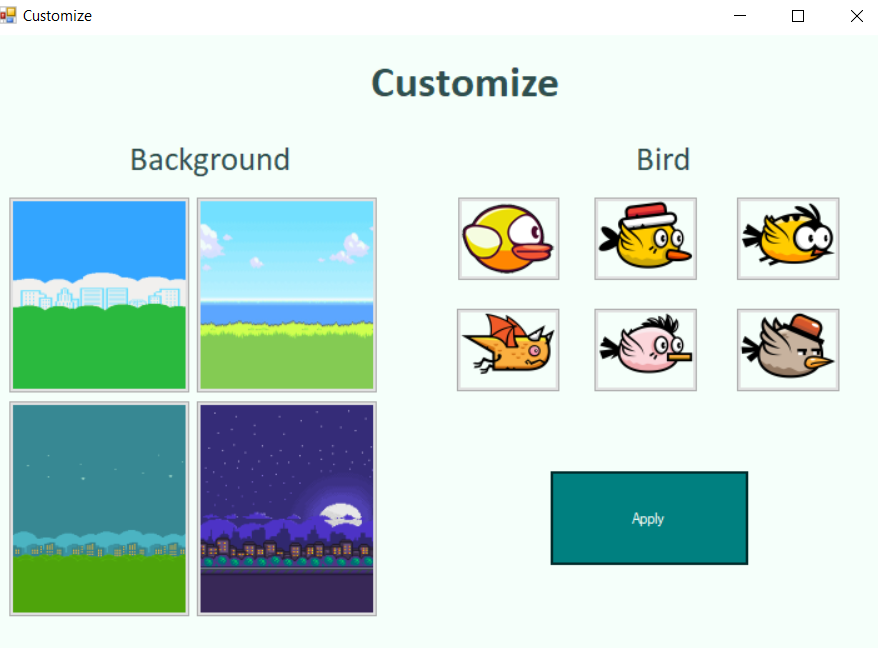 Customize
Customize
Background
Bird
Apply